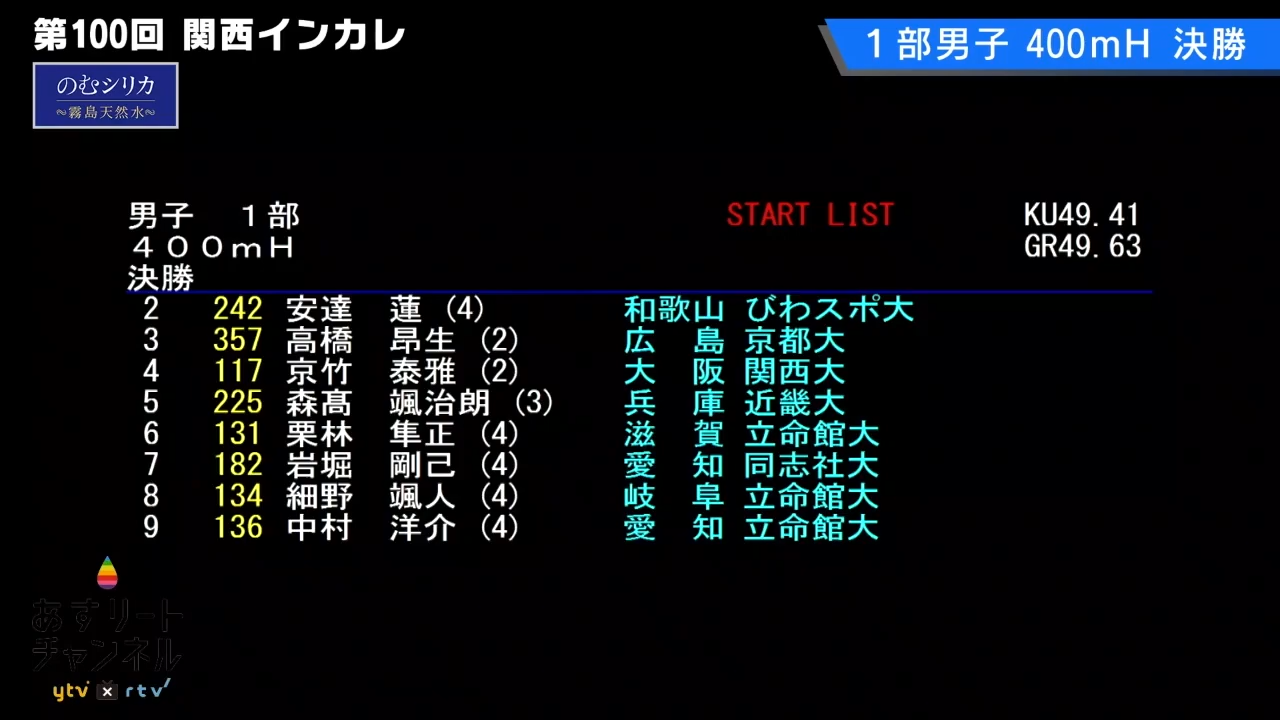 第100回 関西インカレ
1部男子 400mH 決勝
のむシリカ
～霧島天然水～
男子 1部 START LIST KU49.41
400mH GR49.63
決勝
2 242 安達 蓮 (4) 和歌山 びわスポ大
3 357 高橋 昂生 (2) 広島 京都大
4 117 京竹 泰雅 (2) 大阪 関西大
5 225 森髙 颯治朗 (3) 兵庫 近畿大
6 131 栗林 隼正 (4) 滋賀 立命館大
7 182 岩堀 剛己 (4) 愛知 同志社大
8 134 細野 颯人 (4) 岐阜 立命館大
9 136 中村 洋介 (4) 愛知 立命館大
あすリート
チャンネル
ytv × rtv